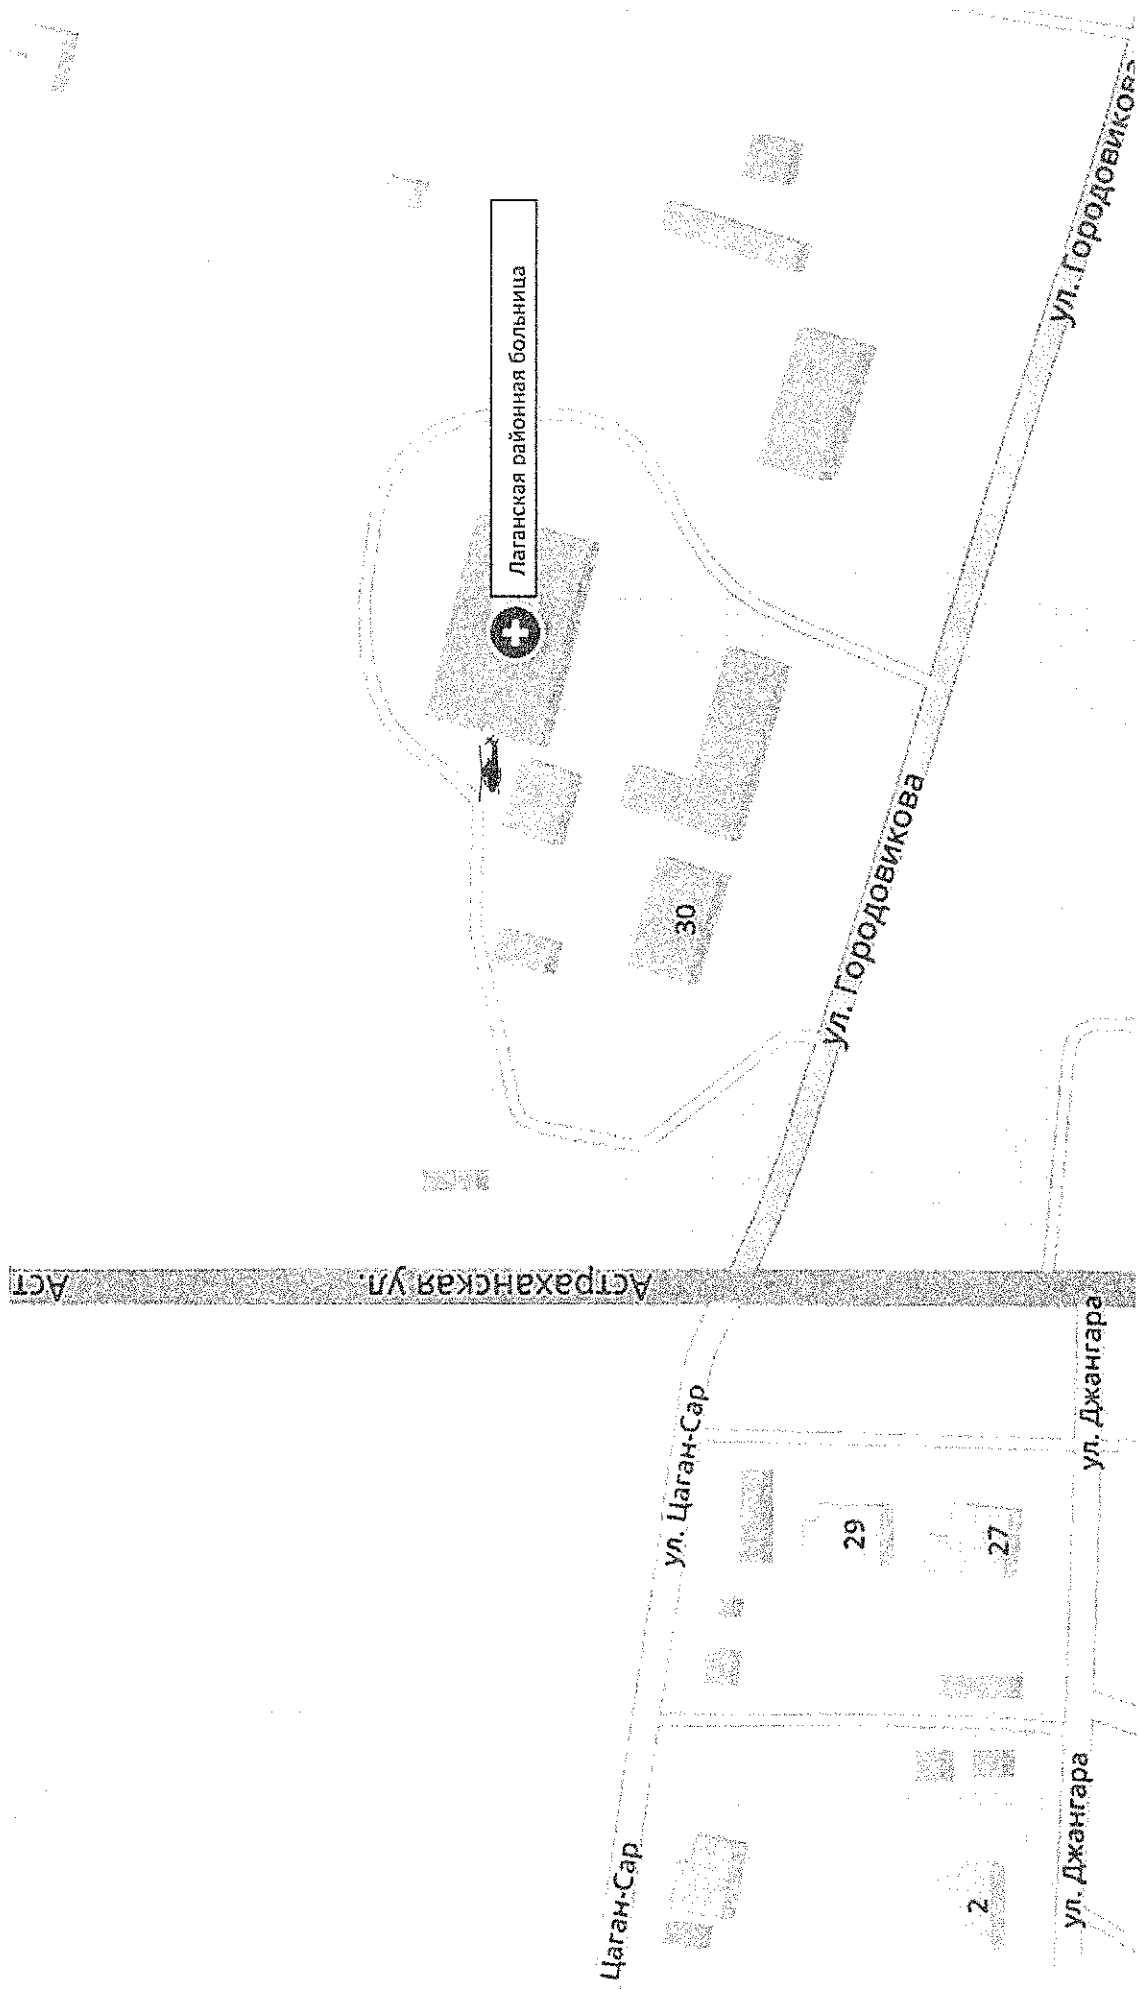 Аст
Астраханская ул.
Лаганская районная больница
30
ул. Городовикова
ул. Городовикова
Цаган-Сар
ул. Цаган-Сар
29
27
2
ул. Джангара
ул. Джангара